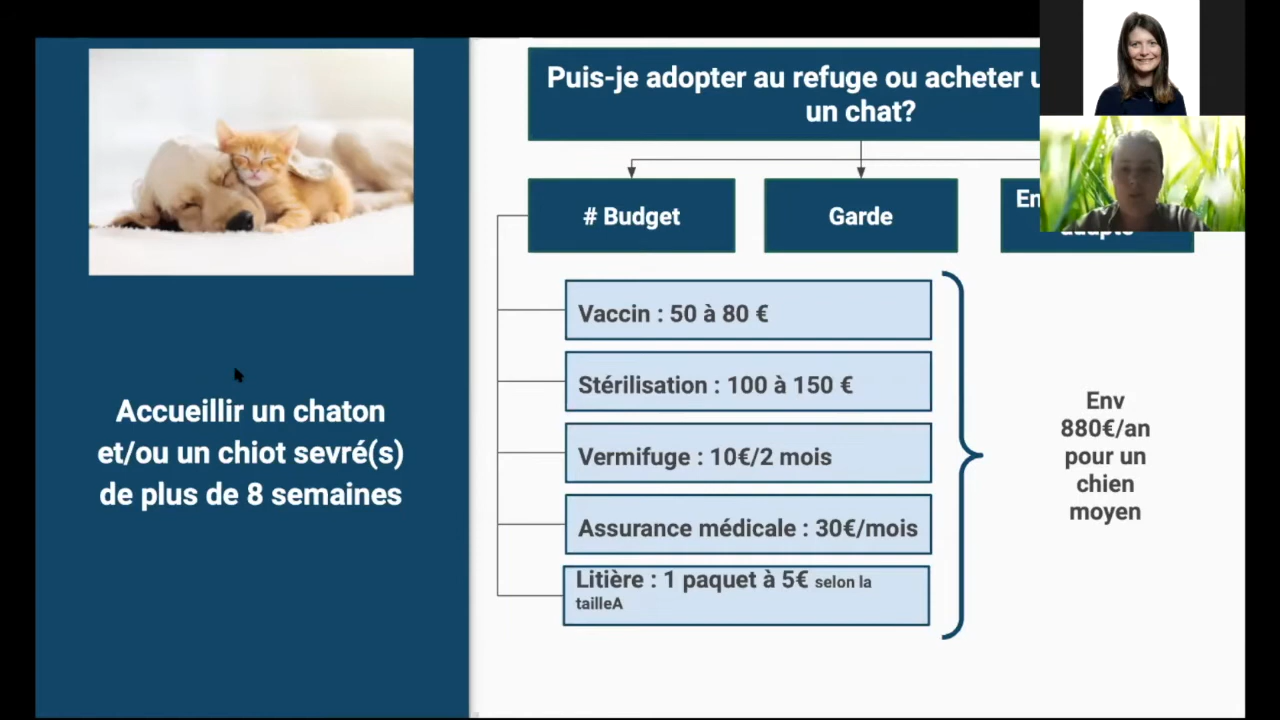 Puis-je adopter au refuge ou acheter
un chat?
# Budget
Garde
Vaccin : 50 à 80 €
Stérilisation : 100 à 150 €
Vermifuge : 10€/2 mois
Assurance médicale : 30€/mois
Litière : 1 paquet à 5€ selon la
tailleA
Env
880€/an
pour un
chien
moyen
Accueillir un chaton
et/ou un chiot sevré(s)
de plus de 8 semaines